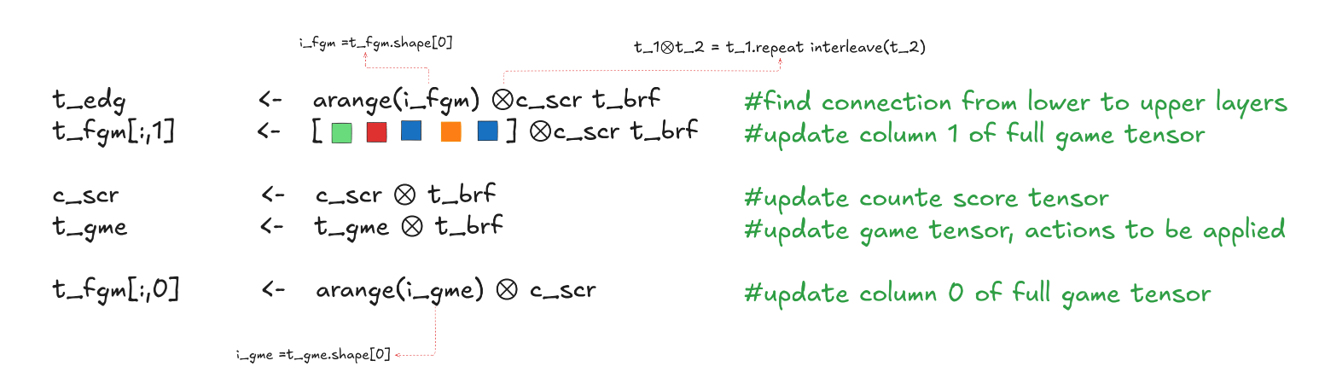 i_fgm =t_fgm.shape[0]
t_1⊗t_2 = t_1.repeat interleave(t_2)
t_edg <- arange(i_fgm) ⊗c_scr t_brf #find connection from lower to upper layers
t_fgm[:,1] <- [ ] ⊗c_scr t_brf #update column 1 of full game tensor
c_scr <- c_scr ⊗ t_brf #update counte score tensor
t_gme <- t_gme ⊗ t_brf #update game tensor, actions to be applied
t_fgm[:,0] <- arange(i_gme) ⊗ c_scr #update column 0 of full game tensor
i_gme =t_gme.shape[0]